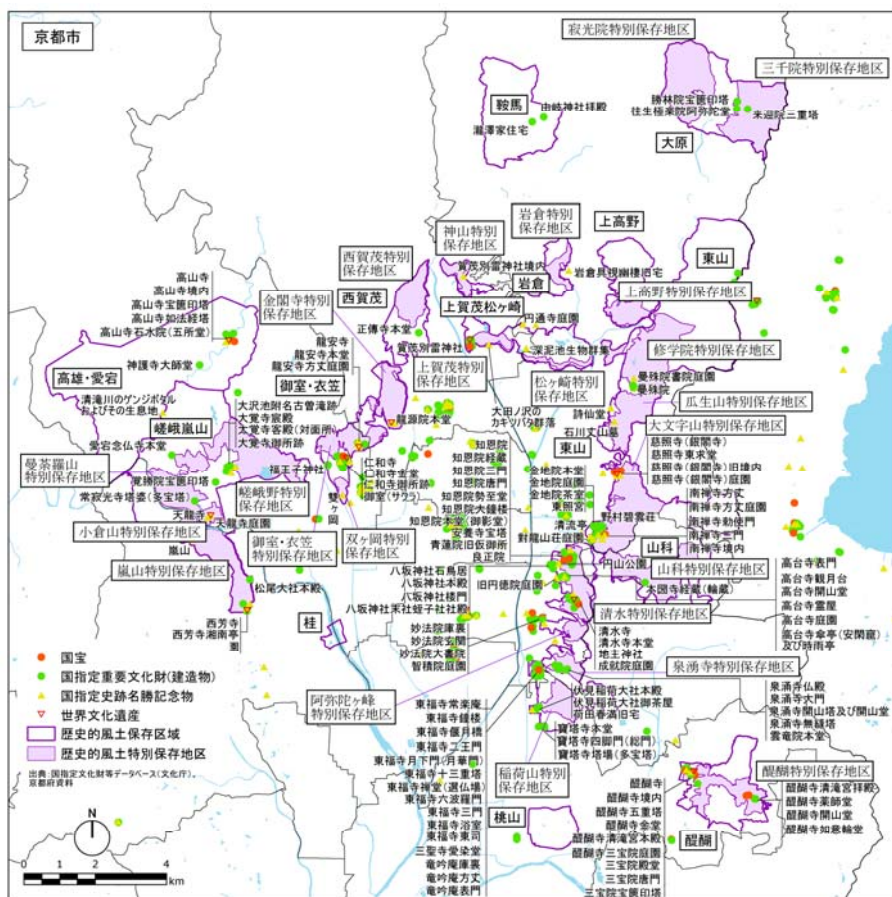 京都市
寂光院特別保存地区
三千院特別保存地区
鞍馬
由岐神社拝殿
瀧澤家住宅
勝林院宝篋印塔
往生極楽院阿弥陀堂
来迎院三重塔
大原
神山特別
保存地区
岩倉特別
保存地区
上高野
東山
西賀茂特別
保存地区
賀茂別雷神社境内
岩倉具視幽棲旧宅
岩倉
高山寺
高山寺境内
高山寺宝篋印塔
高山寺如法経塔
高山寺石水院（五所堂）
金閣寺特別
保存地区
西賀茂
上賀茂松ヶ崎
上高野特別保存地区
円通寺庭園
正傳寺本堂
龍安寺
龍安寺本堂
龍安寺方丈庭園
賀茂別雷神社
深泥池生物群集
修学院特別保存地区
神護寺大師堂
高雄・愛宕
御室・衣笠
上賀茂特別
保存地区
松ヶ崎特別
保存地区
曼殊院書院庭園
曼殊院
清滝川のゲンジボタル
およびその生息地
大沢池附名古曽滝跡
大覚寺宸殿
大覚寺客殿（対面所）
大覚寺御所跡
嵯峨嵐山
龍源院本堂
大田ノ沢の
カキツバタ群落
詩仙堂
石川丈山墓
瓜生山特別保存地区
大文字山特別保存地区
愛宕念仏寺本堂
曼荼羅山
特別保存地区
福王子神社
仁和寺
仁和寺金堂
仁和寺御所跡
御室（サクラ）
知恩院
知恩院経蔵
知恩院三門
知恩院唐門
知恩院勢至堂
知恩院大鐘楼
知恩院本堂（御影堂）
安養寺宝塔
青蓮院旧仮御所
良正院
東山
金地院本堂
金地院庭園
金地院茶室
東照宮
清流亭
對龍山荘庭園
慈照寺（銀閣寺）
慈照寺東求堂
慈照寺（銀閣寺）旧境内
慈照寺（銀閣寺）庭園
覚勝院宝篋印塔
常寂光寺塔婆（多宝塔）
嵯峨野特別
保存地区
雙ヶ岡
南禅寺方丈
南禅寺方丈庭園
南禅寺勅使門
南禅寺三門
南禅寺境内
野村碧雲荘
天龍寺
天龍寺庭園
小倉山特別保存地区
嵐山
御室・衣笠
特別保存地区
双ヶ岡特別
保存地区
山科
円山公園
山科特別
保存地区
本圀寺経蔵（輪蔵）
嵐山特別保存地区
八坂神社石鳥居
八坂神社本殿
八坂神社楼門
八坂神社末社蛭子社社殿
旧円徳院庭園
高台寺表門
高台寺観月台
高台寺開山堂
高台寺霊屋
高台寺庭園
高台寺傘亭（安閑窟）
及び時雨亭
松尾大社本殿
清水特別保存地区
桂
西芳寺
西芳寺湘南亭
園
妙法院庫裏
妙法院玄関
妙法院大書院
智積院庭園
清水寺
清水寺本堂
地主神社
成就院庭園
泉涌寺特別保存地区
阿弥陀ヶ峰
特別保存地区
伏見稲荷大社本殿
伏見稲荷大社御茶屋
荷田春満旧宅
泉涌寺仏殿
泉涌寺大門
泉涌寺開山塔及び開山堂
泉涌寺無縫塔
雲龍院本堂
東福寺常楽庵
東福寺鐘楼
東福寺偃月橋
東福寺二王門
東福寺月下門（月華門）
東福寺十三重塔
東福寺禅堂（選仏場）
東福寺六波羅門
東福寺三門
東福寺浴室
東福寺東司
三聖寺愛染堂
竜吟庵庫裏
竜吟庵方丈
竜吟庵表門
寶塔寺本堂
寶塔寺四脚門（総門）
寶塔寺塔場（多宝塔）
稲荷山特別
保存地区
醍醐特別保存地区
醍醐寺
醍醐寺境内
醍醐寺五重塔
醍醐寺金堂
醍醐寺清滝宮本殿
醍醐寺三宝院庭園
三宝院殿堂
三宝院唐門
三宝院宝篋印塔
醍醐寺清滝宮拝殿
醍醐寺薬師堂
醍醐寺開山堂
醍醐寺如意輪堂
桃山
醍醐
国宝
国指定重要文化財（建造物）
国指定史跡名勝記念物
世界文化遺産
歴史的風土保存区域
歴史的風土特別保存地区
出典：国指定文化財等データベース（文化庁）、
京都府資料
N
0 1 2 4
km